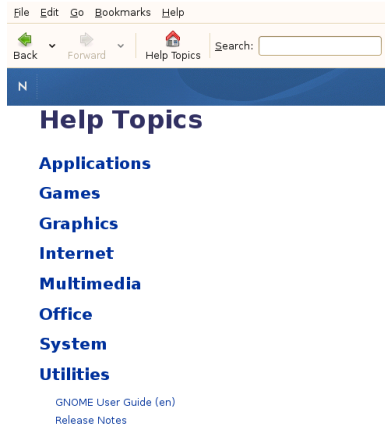 File Edit Go Bookmarks Help
Back Forward Help Topics Search:
N
Help Topics
Applications
Games
Graphics
Internet
Multimedia
Office
System
Utilities
GNOME User Guide (en)
Release Notes